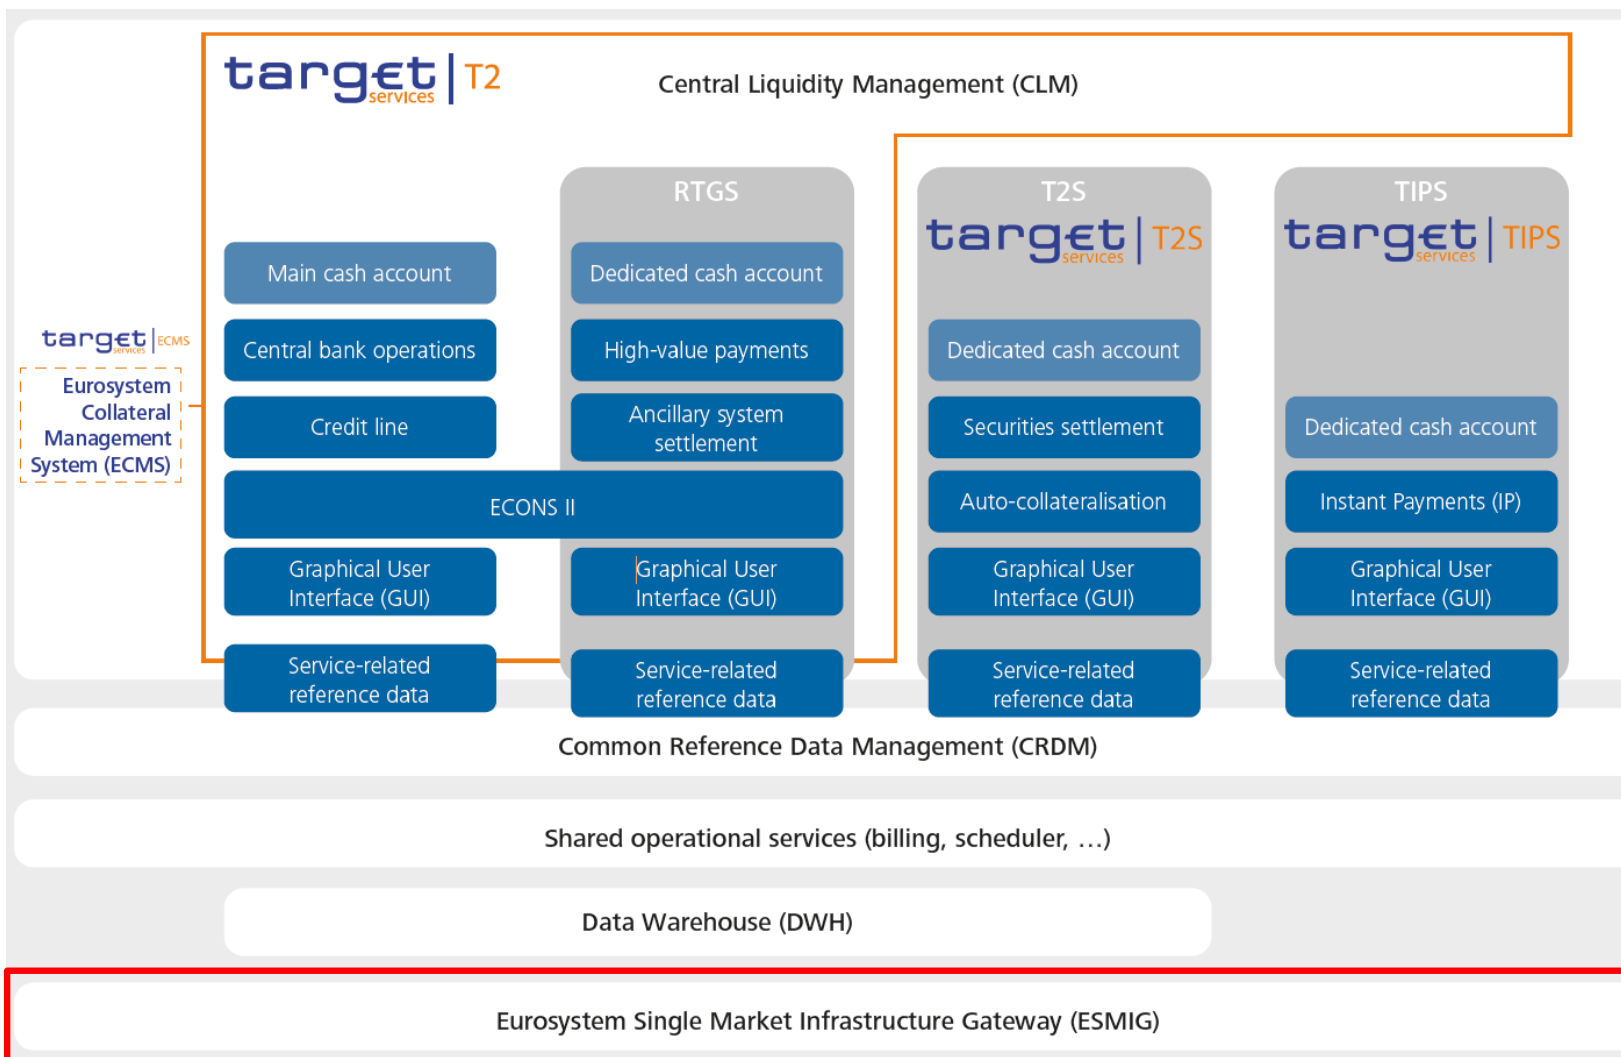 target services | T2
Central Liquidity Management (CLM)
RTGS
T2S
TIPS
target services | T2S
target services | TIPS
Main cash account
Dedicated cash account
target services | ECMS
Eurosystem
Collateral
Management
System (ECMS)
Central bank operations
High-value payments
Dedicated cash account
Credit line
Ancillary system
settlement
Securities settlement
Dedicated cash account
ECONS II
Auto-collateralisation
Instant Payments (IP)
Graphical User
Interface (GUI)
Graphical User
Interface (GUI)
Graphical User
Interface (GUI)
Graphical User
Interface (GUI)
Service-related
reference data
Service-related
reference data
Service-related
reference data
Service-related
reference data
Common Reference Data Management (CRDM)
Shared operational services (billing, scheduler, …)
Data Warehouse (DWH)
Eurosystem Single Market Infrastructure Gateway (ESMIG)